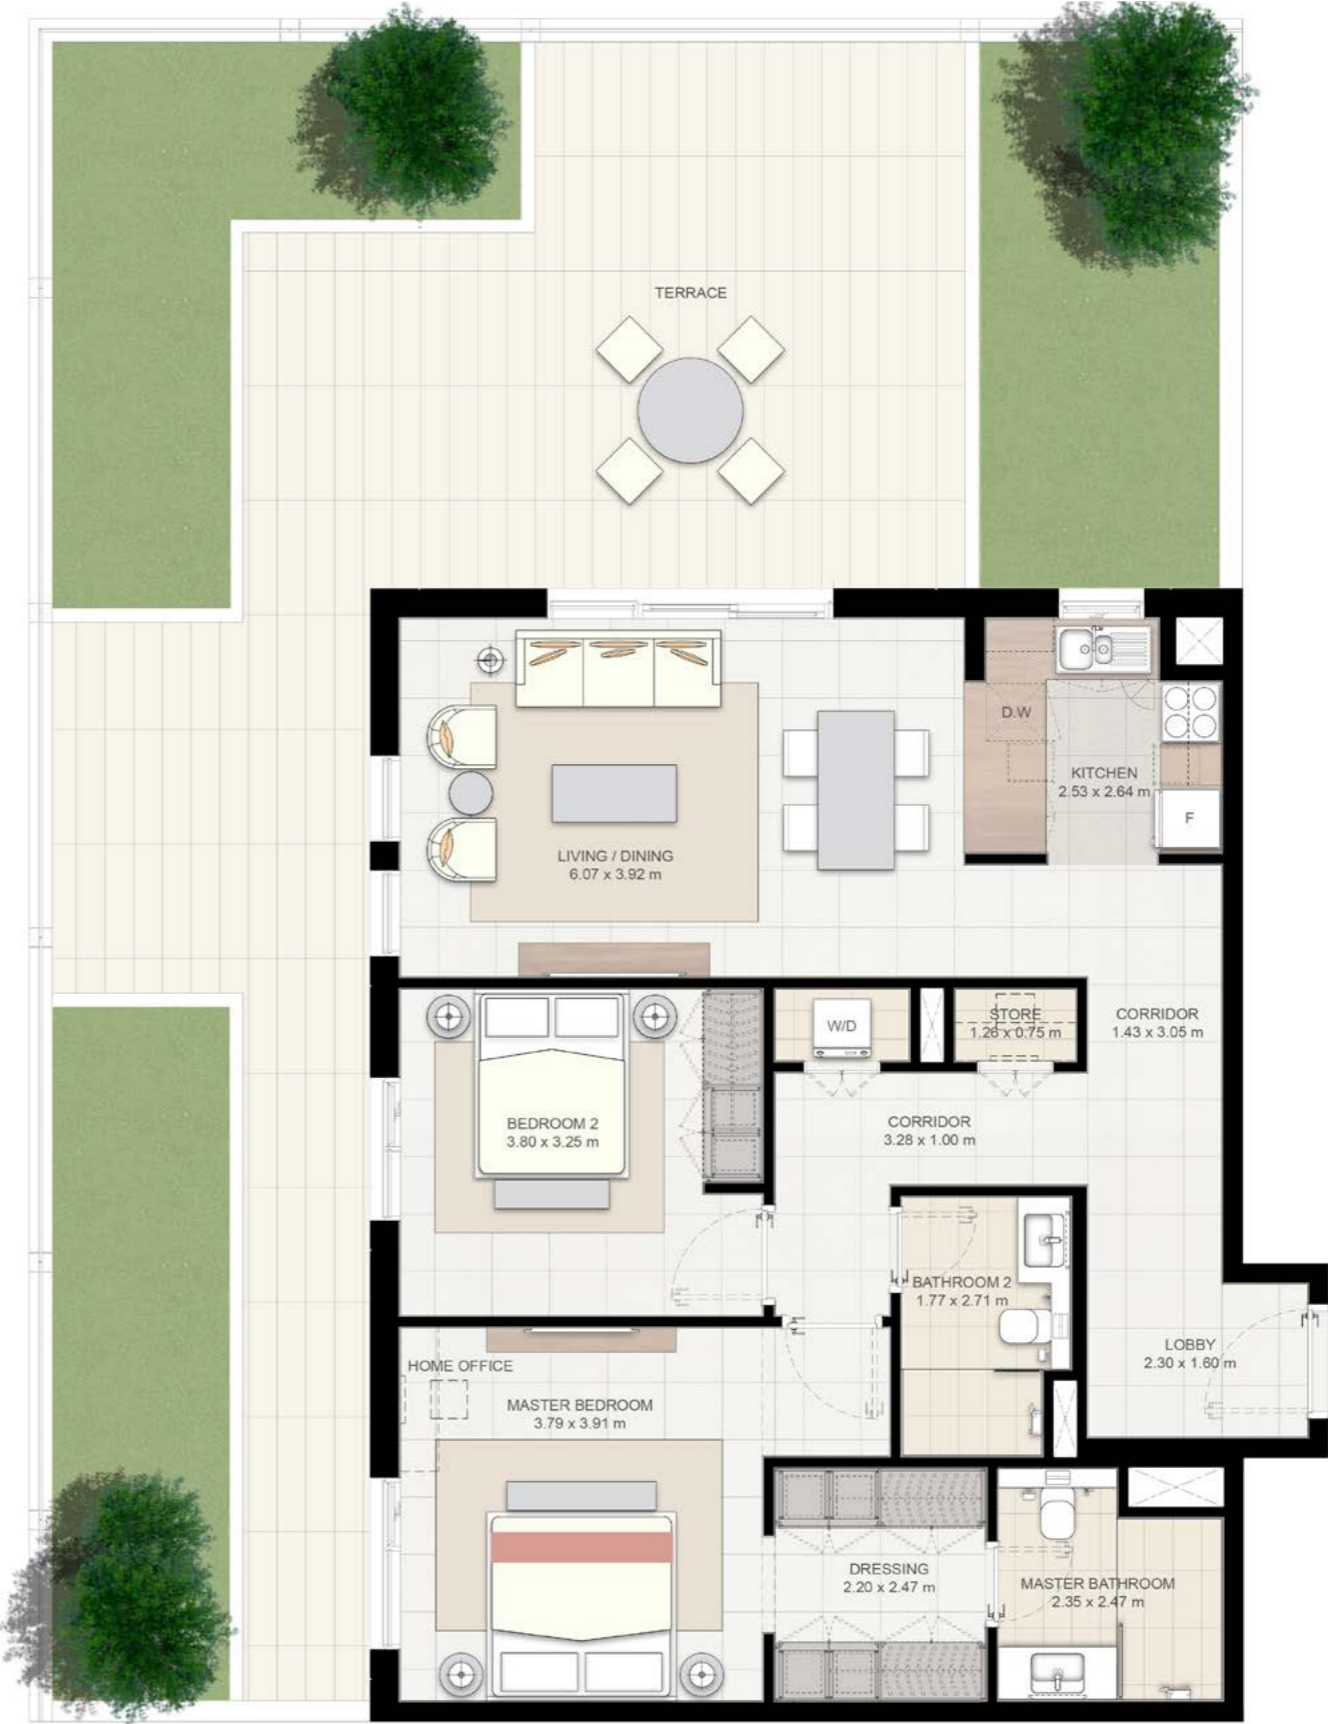 TERRACE
D.W
KITCHEN
2.53 x 2.64 m
F
LIVING / DINING
6.07 x 3.92 m
W/D
STORE
1.26 x 0.75 m
CORRIDOR
1.43 x 3.05 m
BEDROOM 2
3.80 x 3.25 m
CORRIDOR
3.28 x 1.00 m
BATHROOM 2
1.77 x 2.71 m
LOBBY
2.30 x 1.60 m
HOME OFFICE
MASTER BEDROOM
3.79 x 3.91 m
DRESSING
2.20 x 2.47 m
MASTER BATHROOM
2.35 x 2.47 m